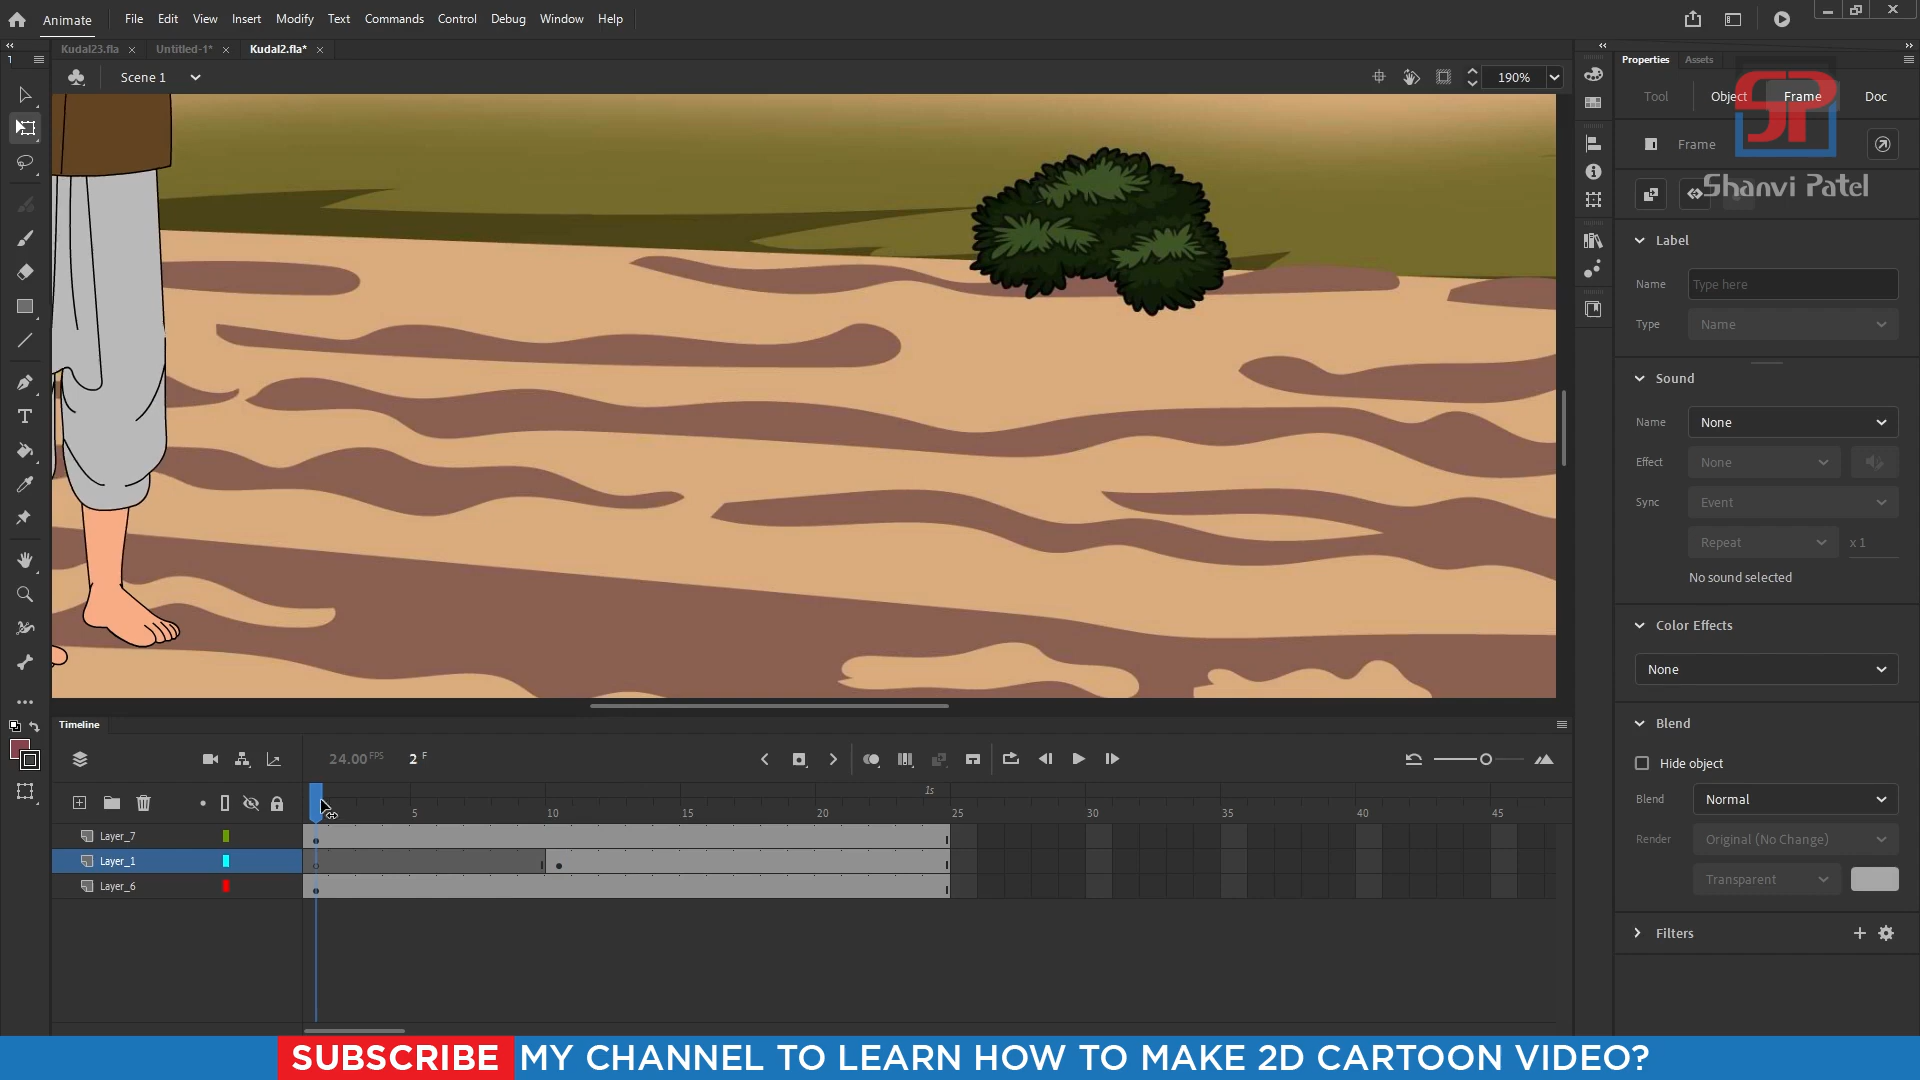 Animate File Edit View Insert Modify Text Commands Control Debug Window Help
Kudal23.fla Untitled-1* Kudal2.fla*
Scene 1 190%
Properties Assets
Tool Object Frame Doc
SP
Frame
Shanvi Patel
Label
Name Type here
Type Name
Sound
Name None
Effect None
Sync Event
Repeat x 1
No sound selected
Color Effects
None
Blend
Hide object
Blend Normal
Render Original (No Change)
Transparent
Filters
Timeline
24.00 FPS 2 F
1s
5 10 15 20 25 30 35 40 45
Layer_7
Layer_1
Layer_6
SUBSCRIBE MY CHANNEL TO LEARN HOW TO MAKE 2D CARTOON VIDEO?